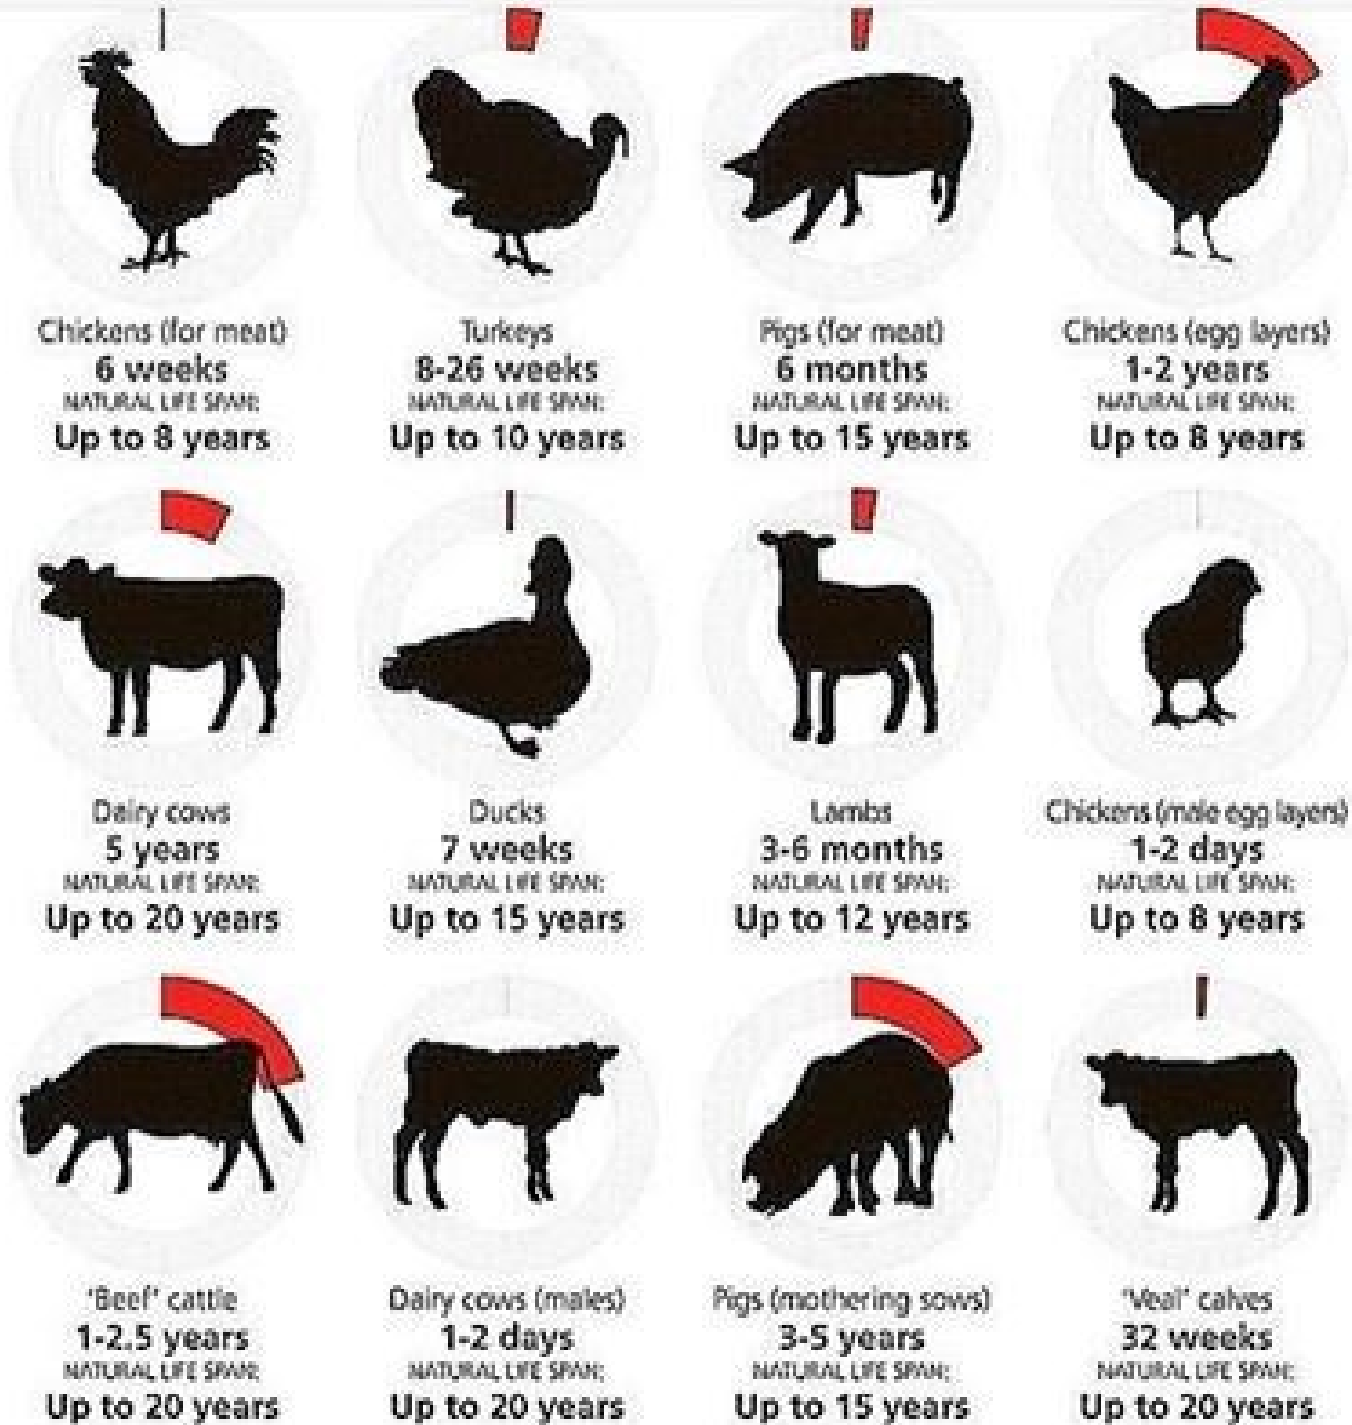 Chickens (for meat)
6 weeks
NATURAL LIFE SPAN:
Up to 8 years
Turkeys
8-26 weeks
NATURAL LIFE SPAN:
Up to 10 years
Pigs (for meat)
6 months
NATURAL LIFE SPAN:
Up to 15 years
Chickens (egg layers)
1-2 years
NATURAL LIFE SPAN:
Up to 8 years
Dairy cows
5 years
NATURAL LIFE SPAN:
Up to 20 years
Ducks
7 weeks
NATURAL LIFE SPAN:
Up to 15 years
Lambs
3-6 months
NATURAL LIFE SPAN:
Up to 12 years
Chickens (male egg layers)
1-2 days
NATURAL LIFE SPAN:
Up to 8 years
'Beef' cattle
1-2.5 years
NATURAL LIFE SPAN:
Up to 20 years
Dairy cows (males)
1-2 days
NATURAL LIFE SPAN:
Up to 20 years
Pigs (mothering sows)
3-5 years
NATURAL LIFE SPAN:
Up to 15 years
'Veal' calves
32 weeks
NATURAL LIFE SPAN:
Up to 20 years